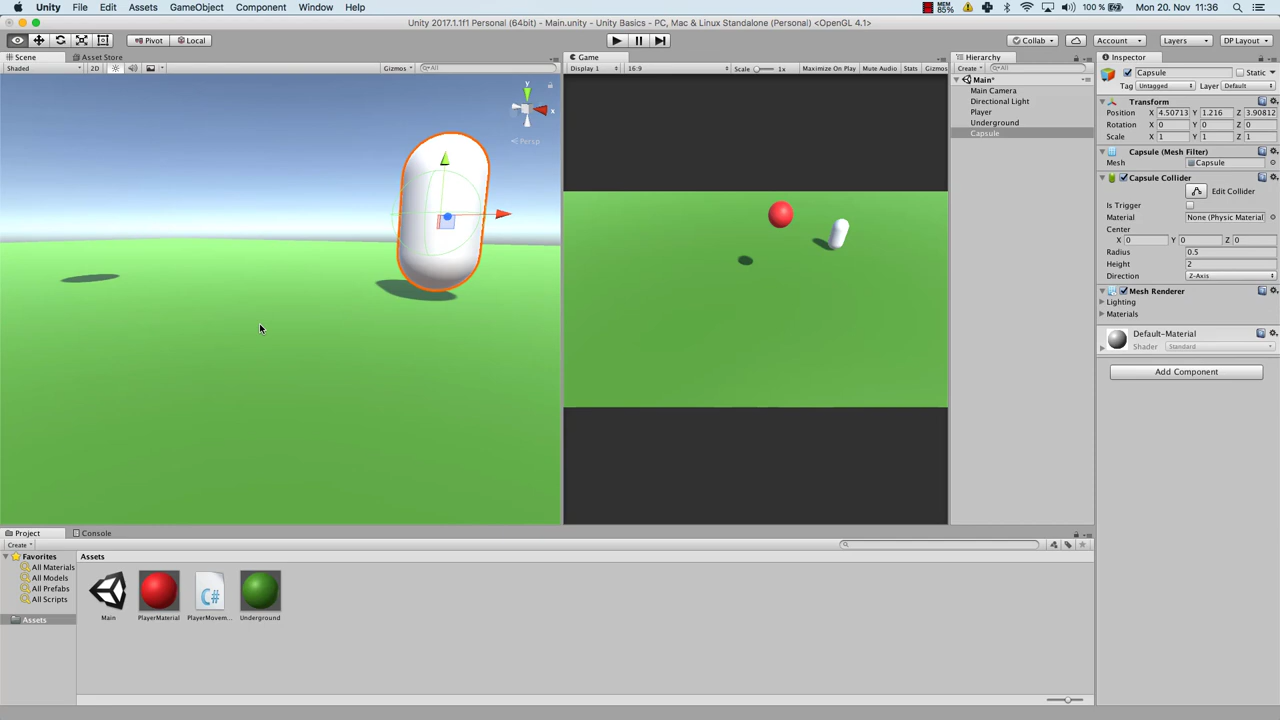 Unity File Edit Assets GameObject Component Window Help MEM 85% 100 % Mon 20. Nov 11:36
Unity 2017.1.1f1 Personal (64bit) - Main.unity - Unity Basics - PC, Mac & Linux Standalone (Personal) <OpenGL 4.1>
Pivot Local Collab Account Layers DP Layout
Scene Asset Store
Shaded 2D Gizmos All
y
x
Persp
Game
Display 1 16:9 Scale 1x Maximize On Play Mute Audio Stats Gizmos
Hierarchy
Create All
Main*
Main Camera
Directional Light
Player
Underground
Capsule
Inspector
Capsule Static
Tag Untagged Layer Default
Transform
Position X 4.50713 Y 1.216 Z 3.90812
Rotation X 0 Y 0 Z 0
Scale X 1 Y 1 Z 1
Capsule (Mesh Filter)
Mesh Capsule
Capsule Collider
Edit Collider
Is Trigger
Material None (Physic Material
Center
X 0 Y 0 Z 0
Radius 0.5
Height 2
Direction Z-Axis
Mesh Renderer
Lighting
Materials
Default-Material
Shader Standard
Add Component
Project Console
Create
Favorites
All Materials
All Models
All Prefabs
All Scripts
Assets
Assets
C#
Main PlayerMaterial PlayerMovem... Underground